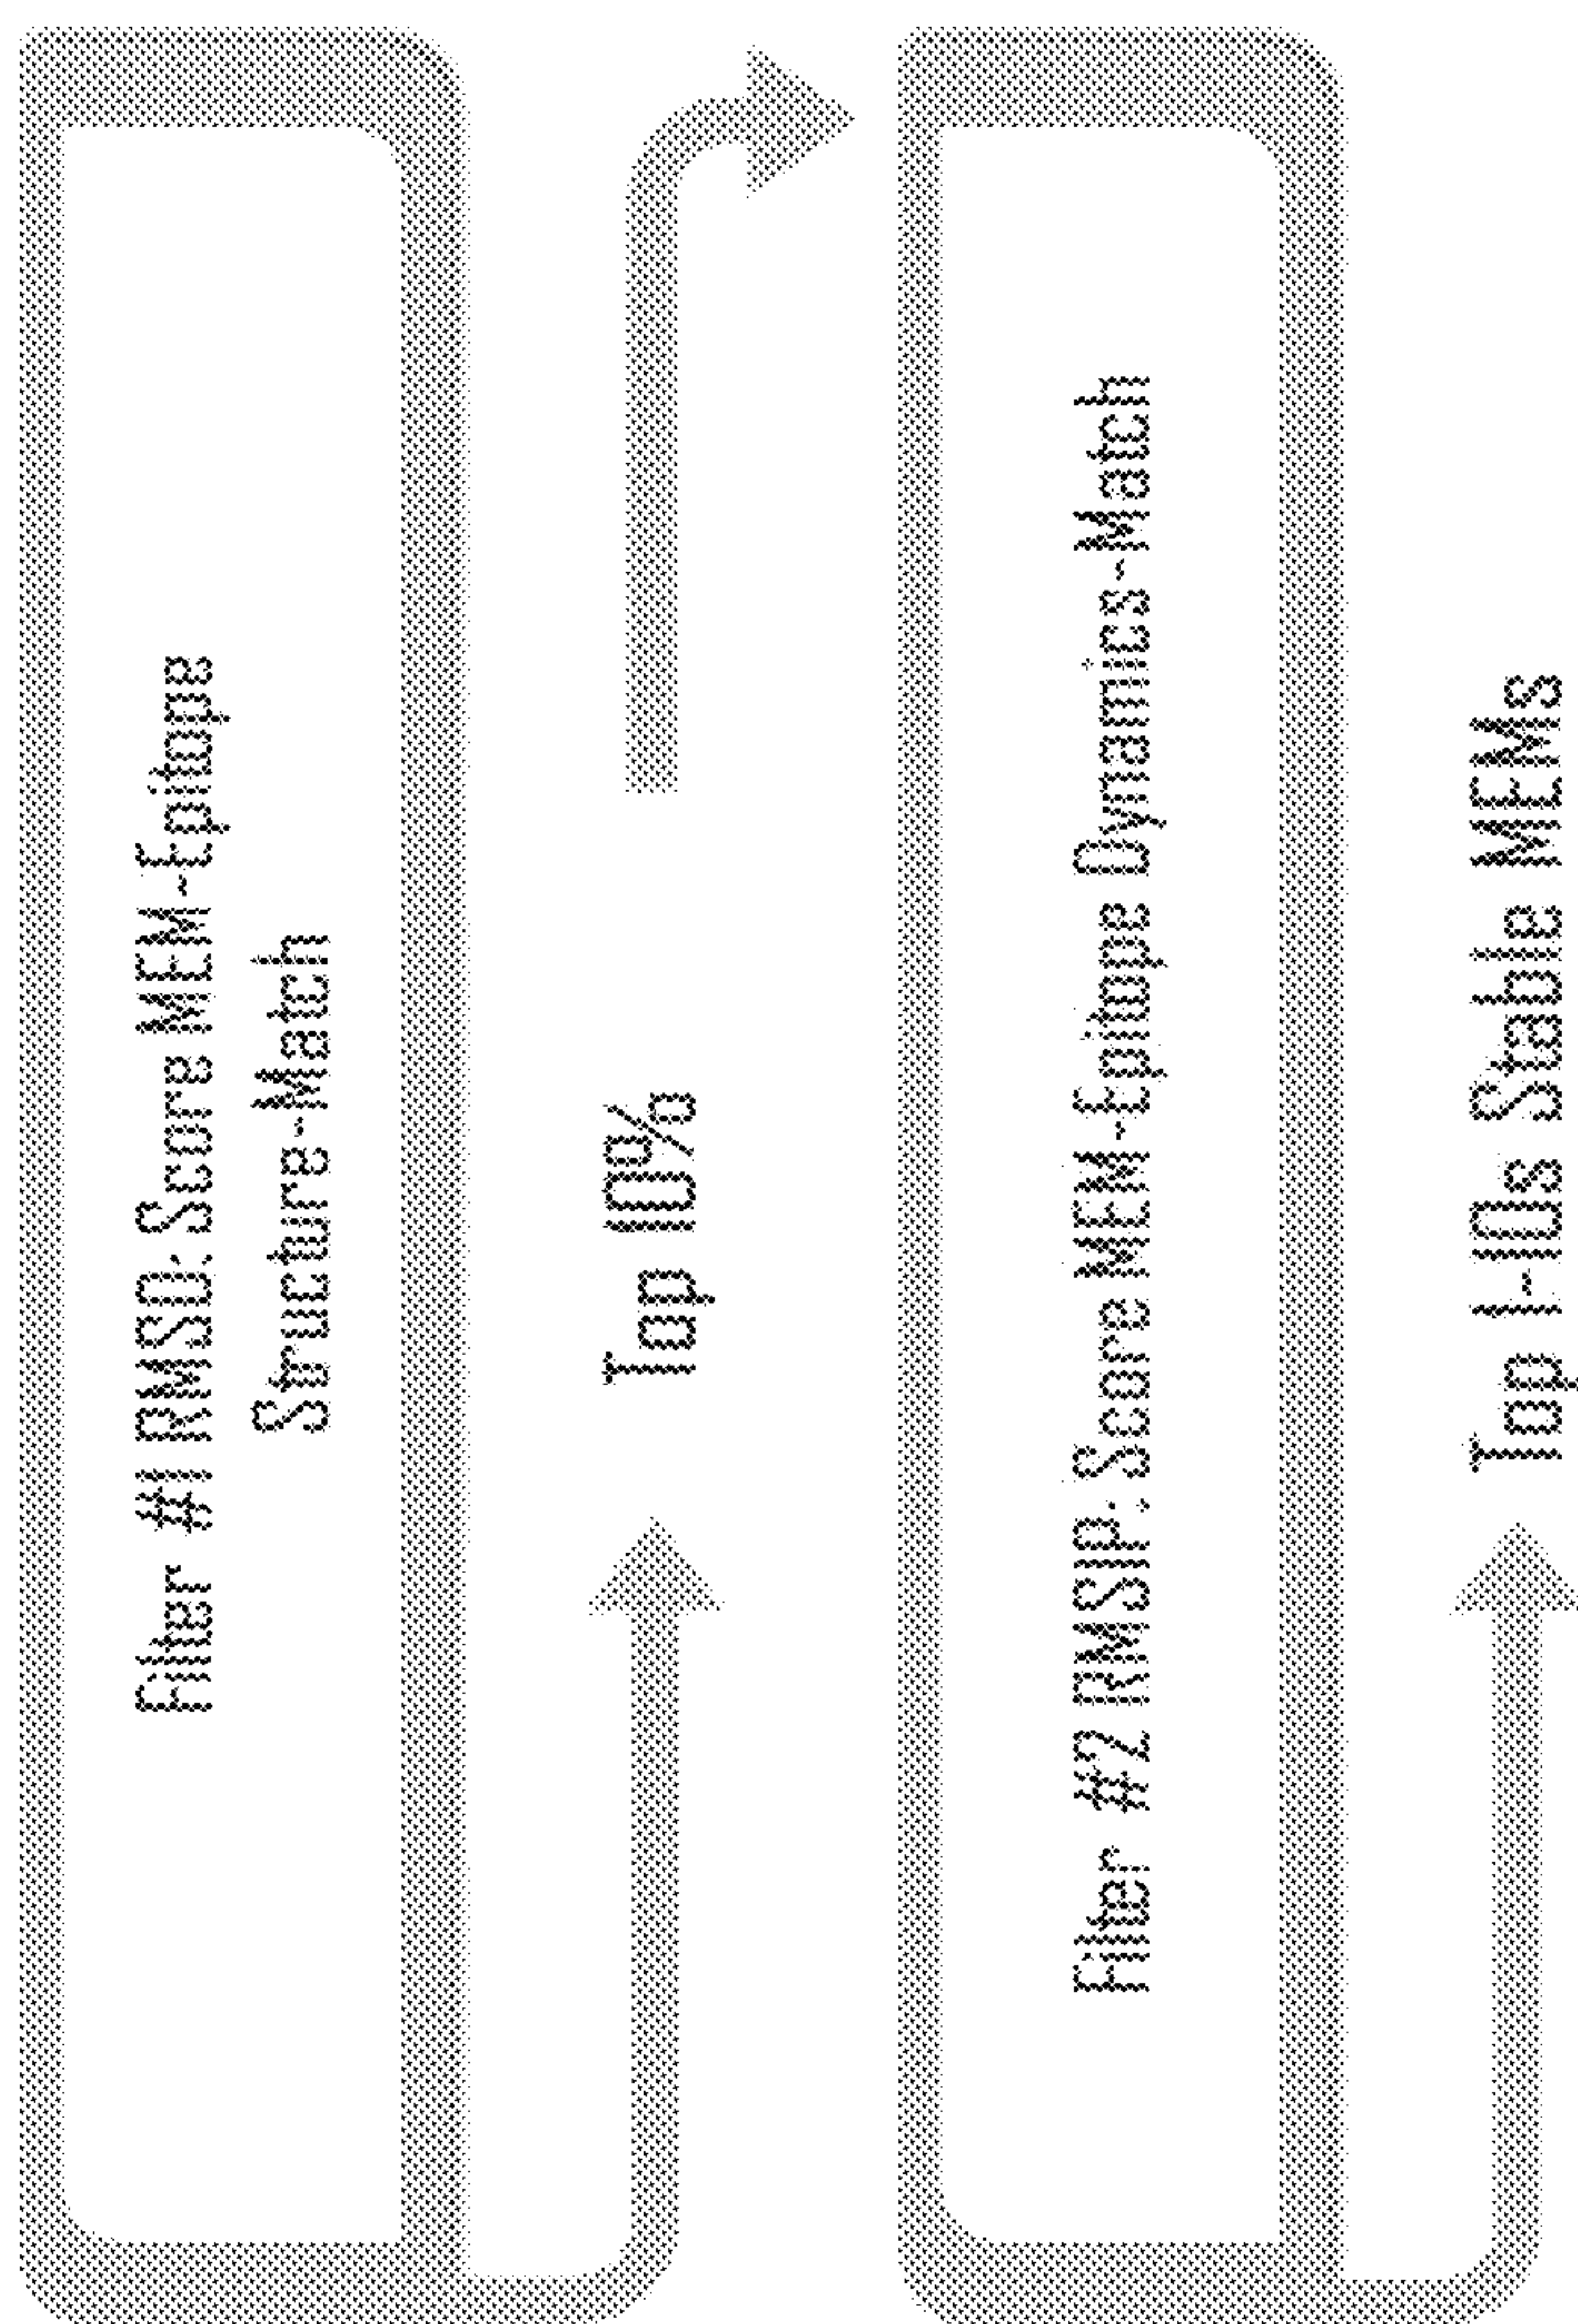 Filter #1 RMSD: Score MEM-Epitope
Structure-Match
Top 10%
Filter #2 RMSIP: Score MEM-Epitope Dynamics-Match
Top 1-10s Stable MEMs